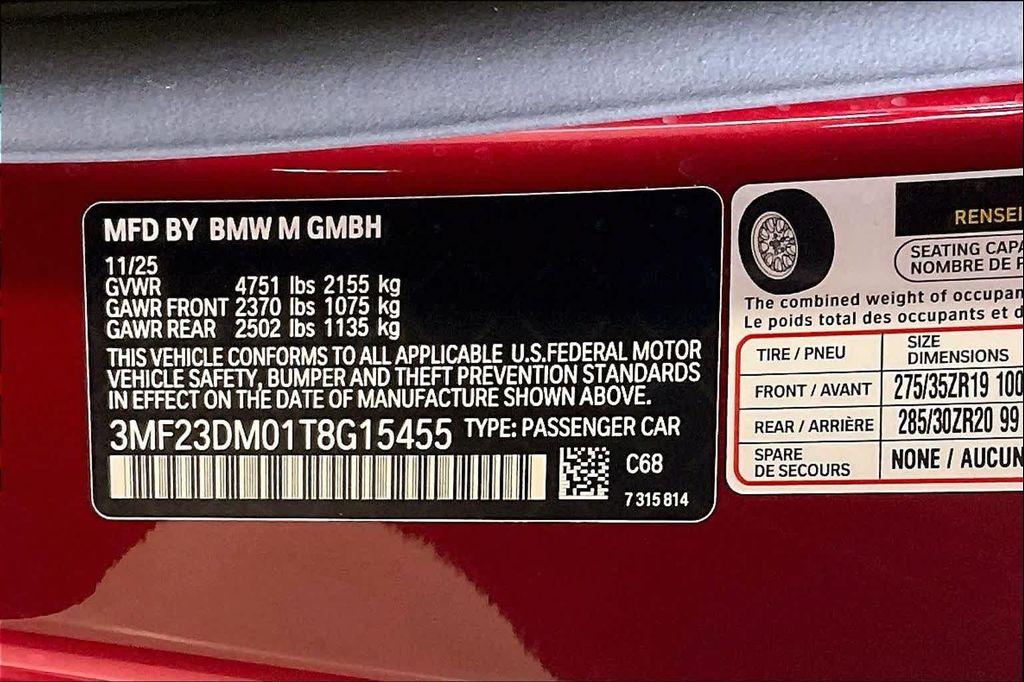 MFD BY BMW M GMBH
11/25
GVWR 4751 lbs 2155 kg
GAWR FRONT 2370 lbs 1075 kg
GAWR REAR 2502 lbs 1135 kg
THIS VEHICLE CONFORMS TO ALL APPLICABLE U.S.FEDERAL MOTOR
VEHICLE SAFETY, BUMPER AND THEFT PREVENTION STANDARDS
IN EFFECT ON THE DATE OF MANUFACTURE SHOWN ABOVE.
3MF23DM01T8G15455 TYPE: PASSENGER CAR
C68
7 315 814
RENSEI
SEATING CAPA
NOMBRE DE P
The combined weight of occupan
Le poids total des occupants et d
TIRE / PNEU SIZE
DIMENSIONS
FRONT / AVANT 275/35ZR19 100
REAR / ARRIÈRE 285/30ZR20 99
SPARE
DE SECOURS NONE / AUCUN